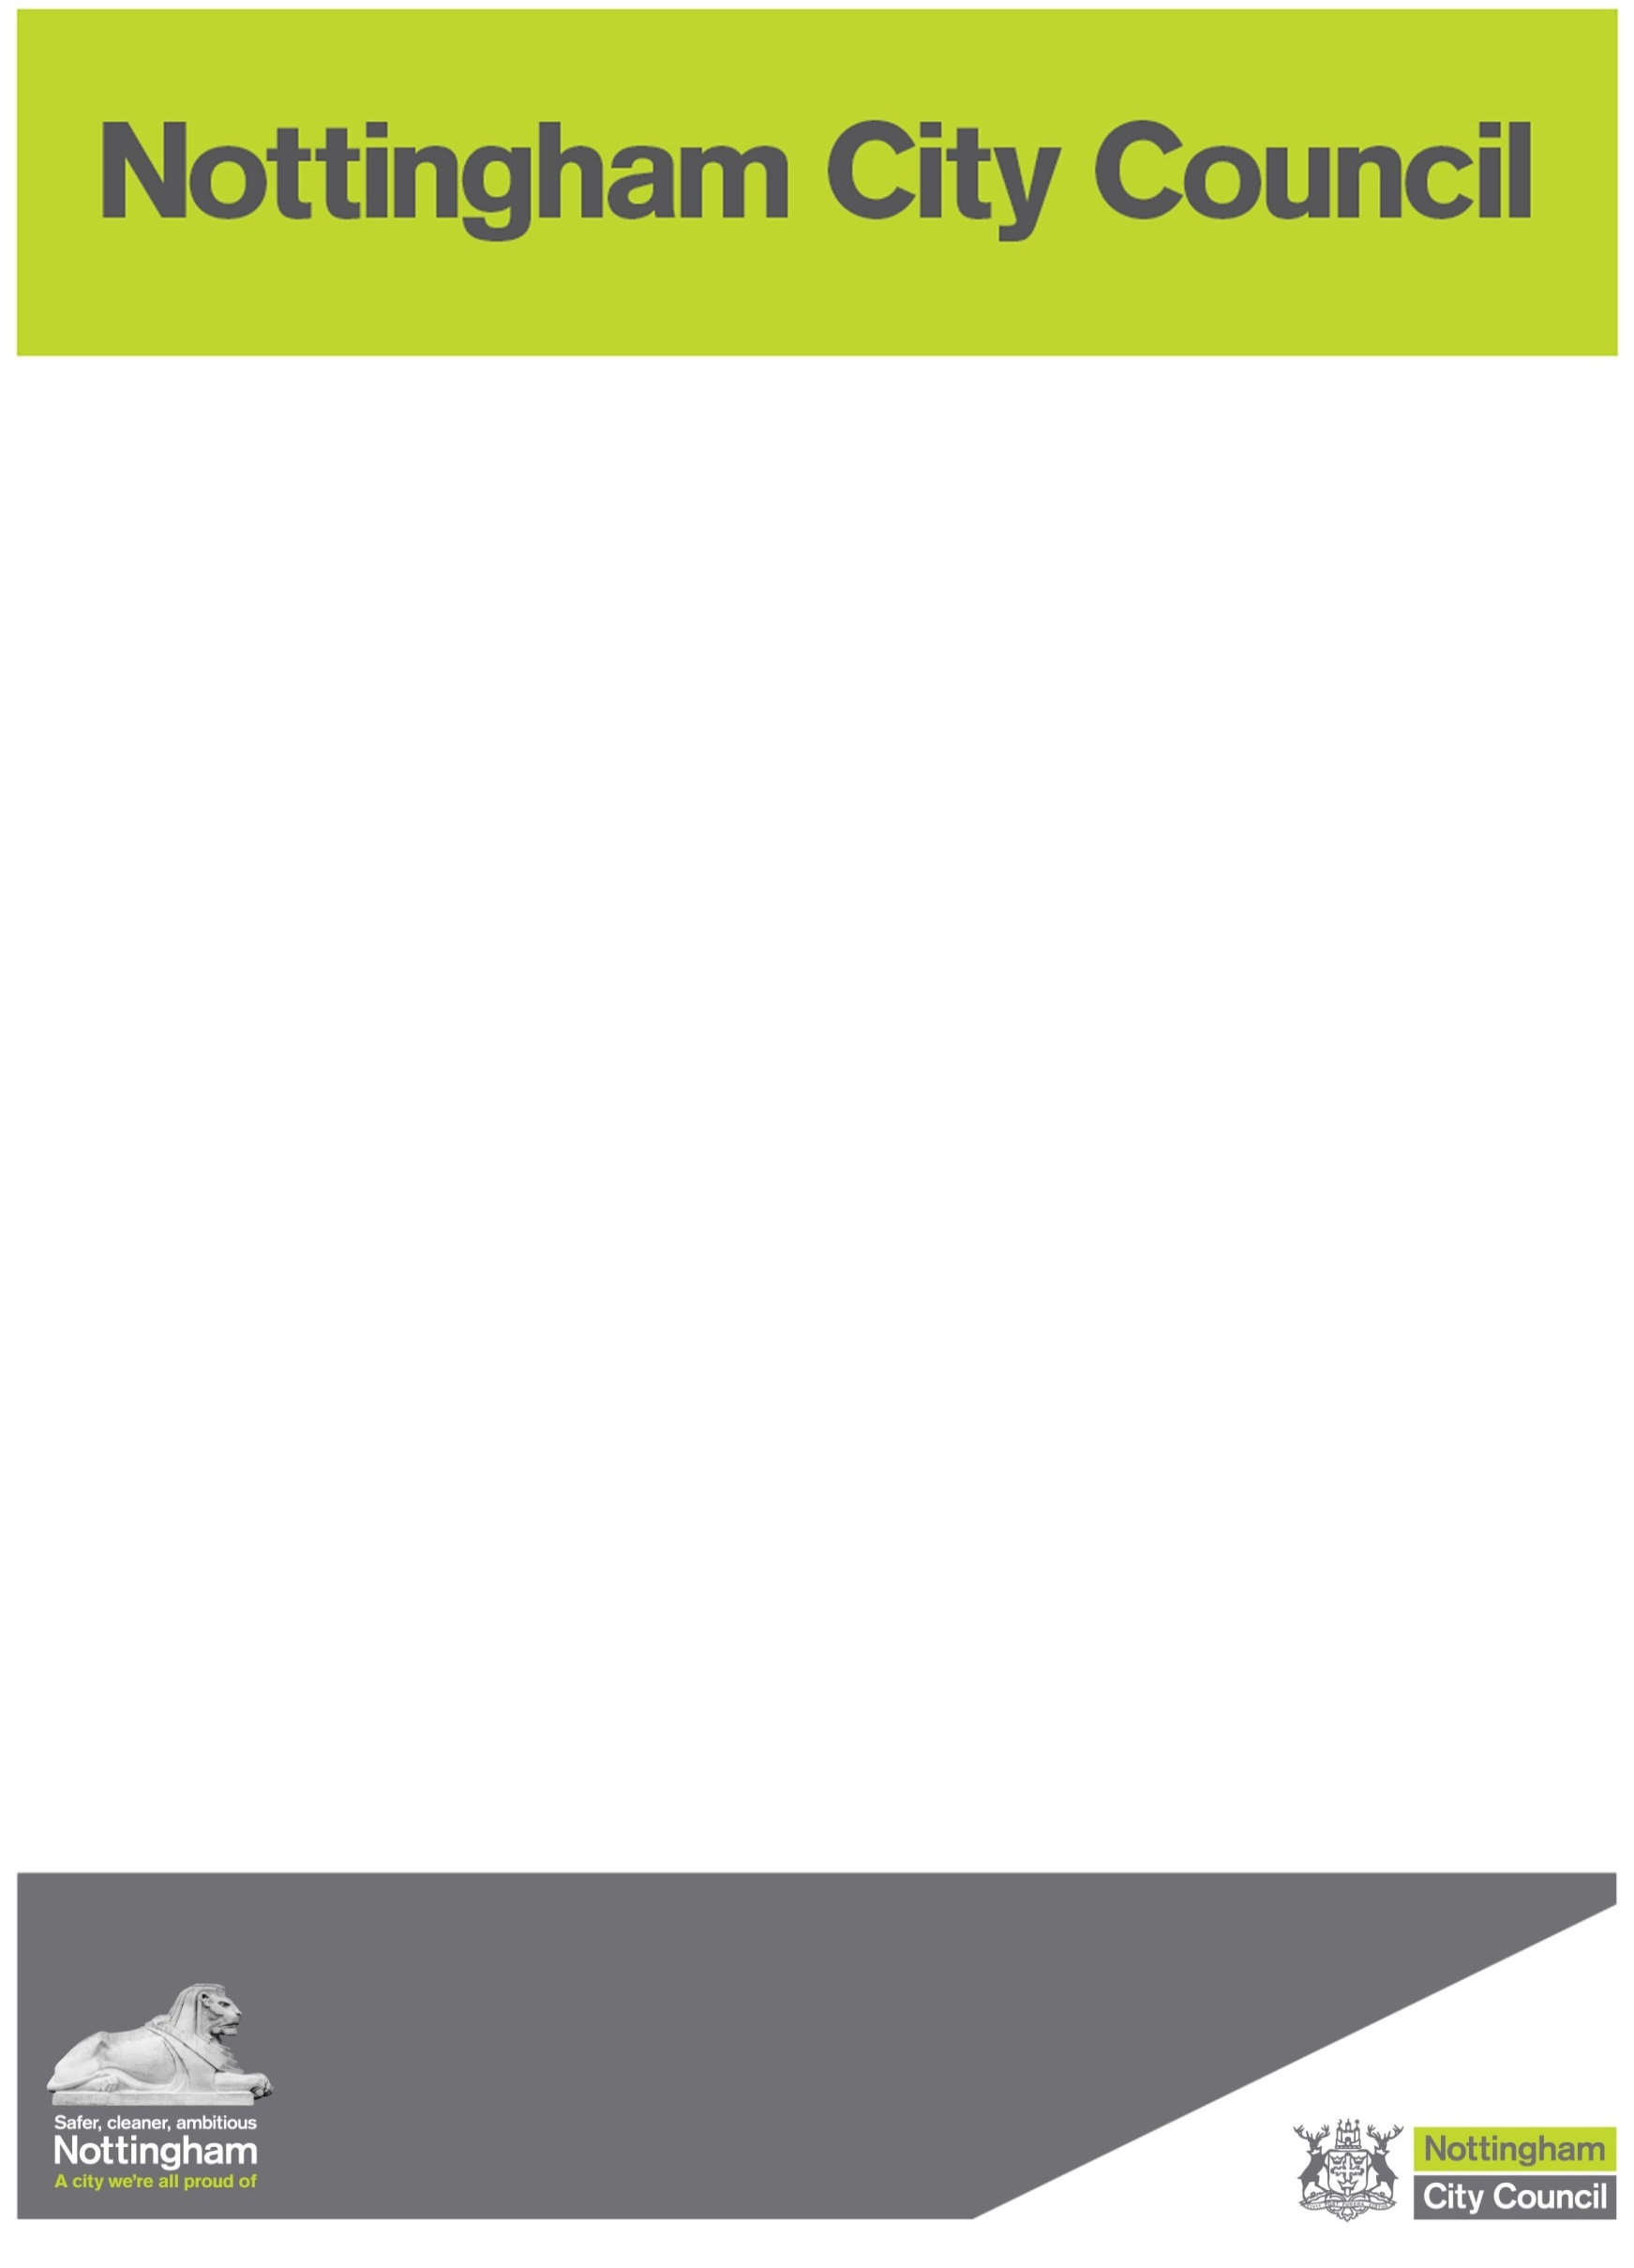 Nottingham City Council
Safer, cleaner, ambitious
Nottingham
A city we're all proud of
Nottingham
City Council